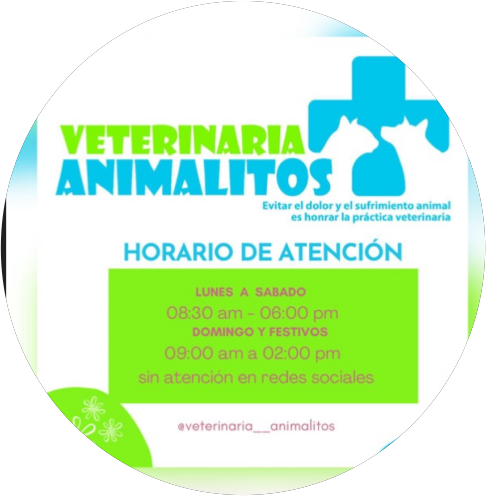 VETERINARIA
ANIMALITOS
Evitar el dolor y el sufrimiento animal
es honrar la práctica veterinaria
HORARIO DE ATENCIÓN
LUNES A SABADO
08:30 am - 06:00 pm
DOMINGO Y FESTIVOS
09:00 am a 02:00 pm
sin atención en redes sociales
@veterinaria__animalitos